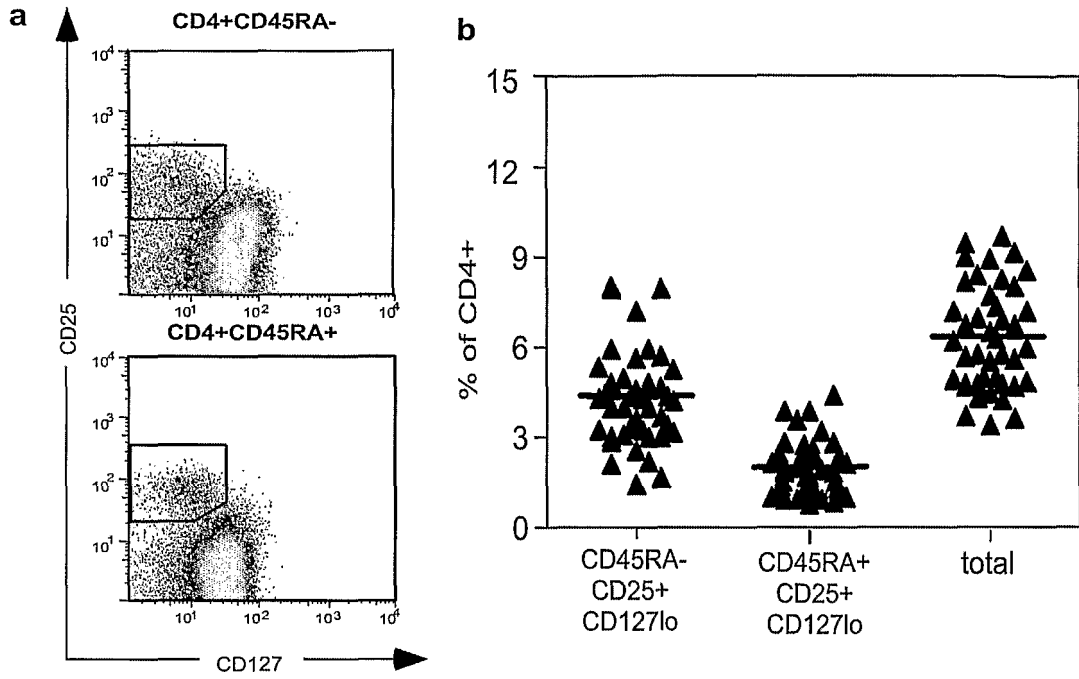 a
CD4+CD45RA-
10⁴
10³
10²
10¹
10¹ 10² 10³ 10⁴
CD4+CD45RA+
10⁴
10³
10²
10¹
10¹ 10² 10³ 10⁴
CD25
CD127
b
15
12
9
6
3
0
% of CD4+
CD45RA-
CD25+
CD127lo
CD45RA+
CD25+
CD127lo
total